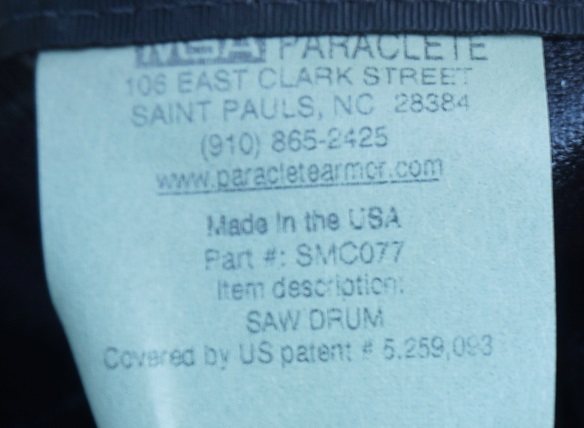 MSA PARACLETE
106 EAST CLARK STREET
SAINT PAULS, NC 28384
(910) 865-2425
www.paracletearmor.com
Made in the USA
Part #: SMC077
Item description:
SAW DRUM
Covered by US patent # 5,259,093